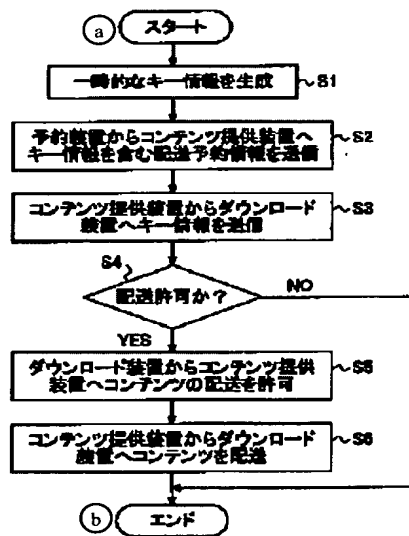 a スタート
一時的なキー情報を生成 ~S1
予約装置からコンテンツ提供装置へ ~S2
キー情報を含む配送予約情報を送信
コンテンツ提供装置からダウンロード ~S3
装置へキー情報を送信
S4
配送許可か？
NO
YES
ダウンロード装置からコンテンツ提供 ~S5
装置へコンテンツの配送を許可
コンテンツ提供装置からダウンロード ~S6
装置へコンテンツを配送
b エンド